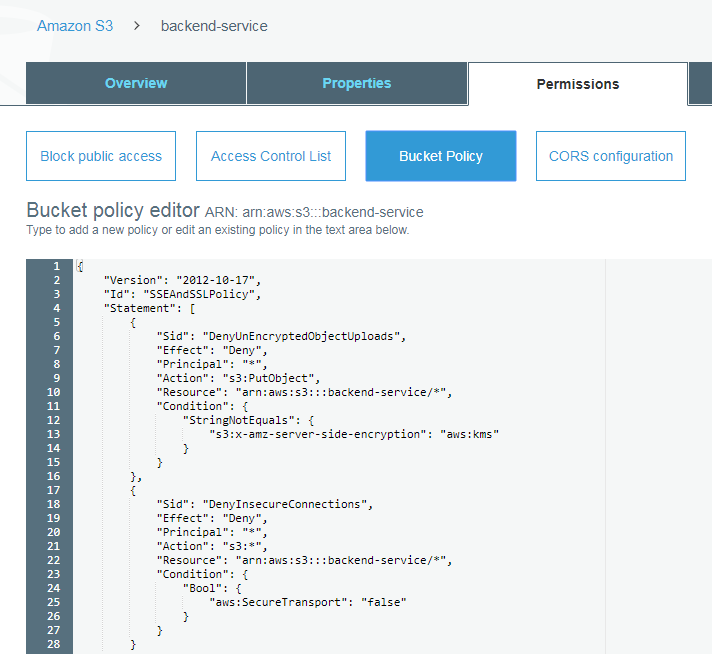 Amazon S3 > backend-service
Overview Properties Permissions
Block public access Access Control List Bucket Policy CORS configuration
Bucket policy editor ARN: arn:aws:s3:::backend-service
Type to add a new policy or edit an existing policy in the text area below.
1 {
2 "Version": "2012-10-17",
3 "Id": "SSEAndSSLPolicy",
4 "Statement": [
5 {
6 "Sid": "DenyUnEncryptedObjectUploads",
7 "Effect": "Deny",
8 "Principal": "*",
9 "Action": "s3:PutObject",
10 "Resource": "arn:aws:s3:::backend-service/*",
11 "Condition": {
12 "StringNotEquals": {
13 "s3:x-amz-server-side-encryption": "aws:kms"
14 }
15 }
16 },
17 {
18 "Sid": "DenyInsecureConnections",
19 "Effect": "Deny",
20 "Principal": "*",
21 "Action": "s3:*",
22 "Resource": "arn:aws:s3:::backend-service/*",
23 "Condition": {
24 "Bool": {
25 "aws:SecureTransport": "false"
26 }
27 }
28 }